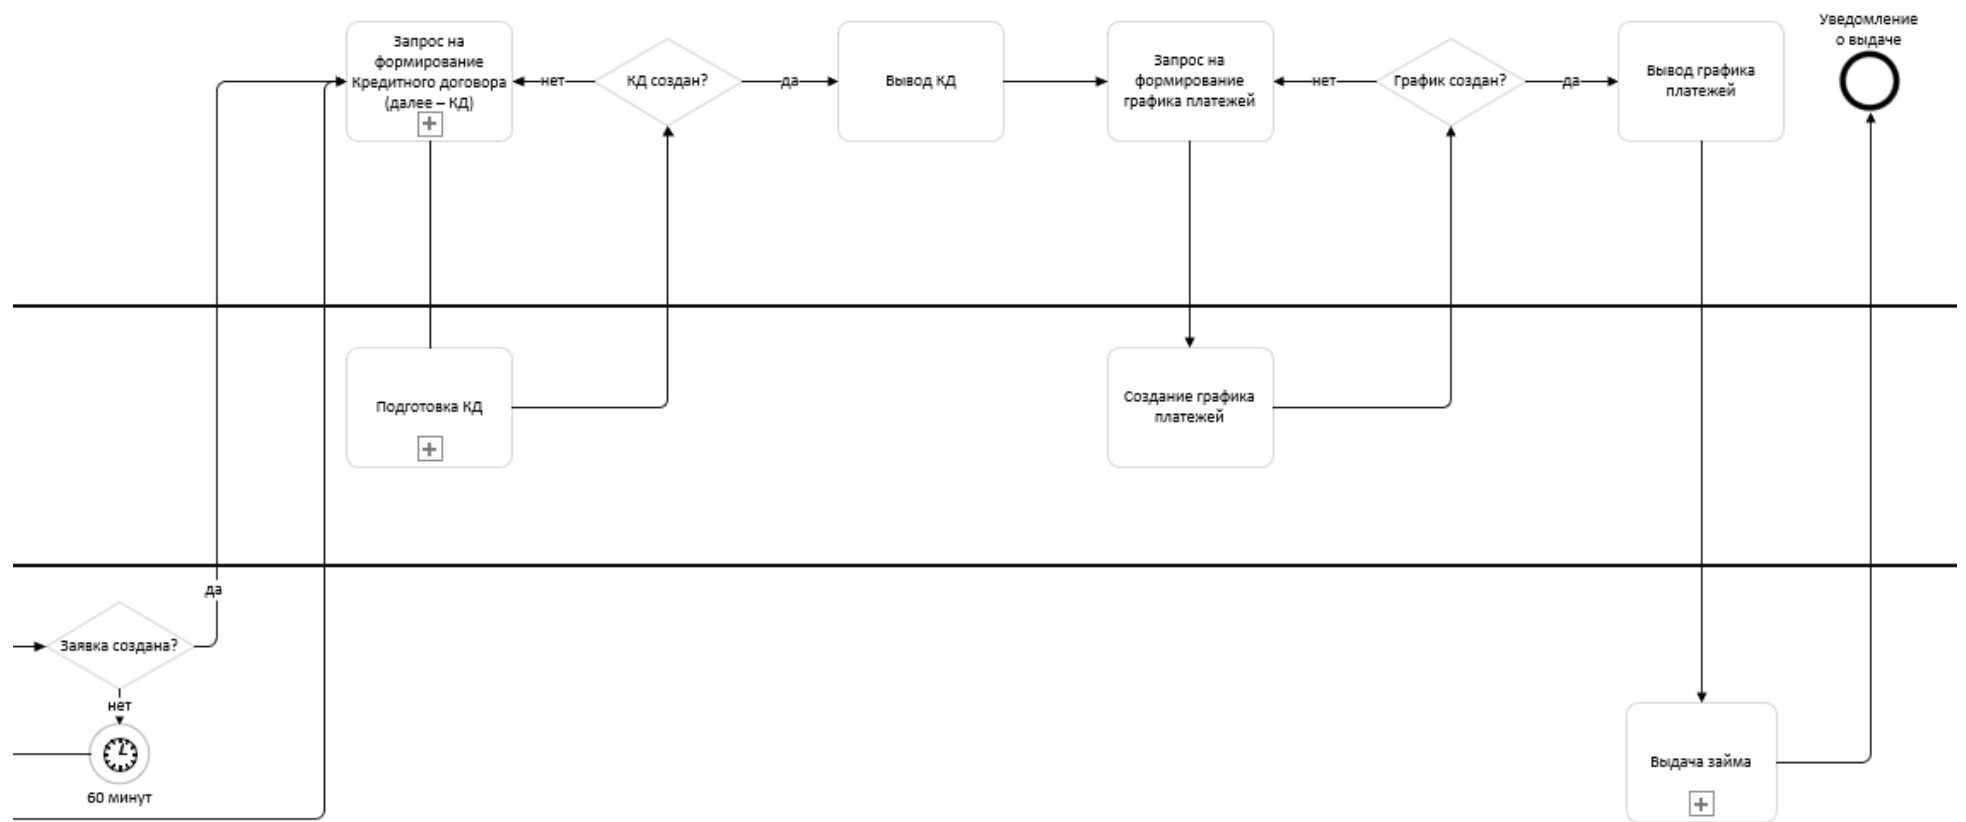 Запрос на
формирование
Кредитного договора
(далее – КД)
нет
КД создан?
да
Вывод КД
Запрос на
формирование
графика платежей
нет
График создан?
да
Вывод графика
платежей
Уведомление
о выдаче
Подготовка КД
Создание графика
платежей
да
Заявка создана?
нет
60 минут
Выдача займа